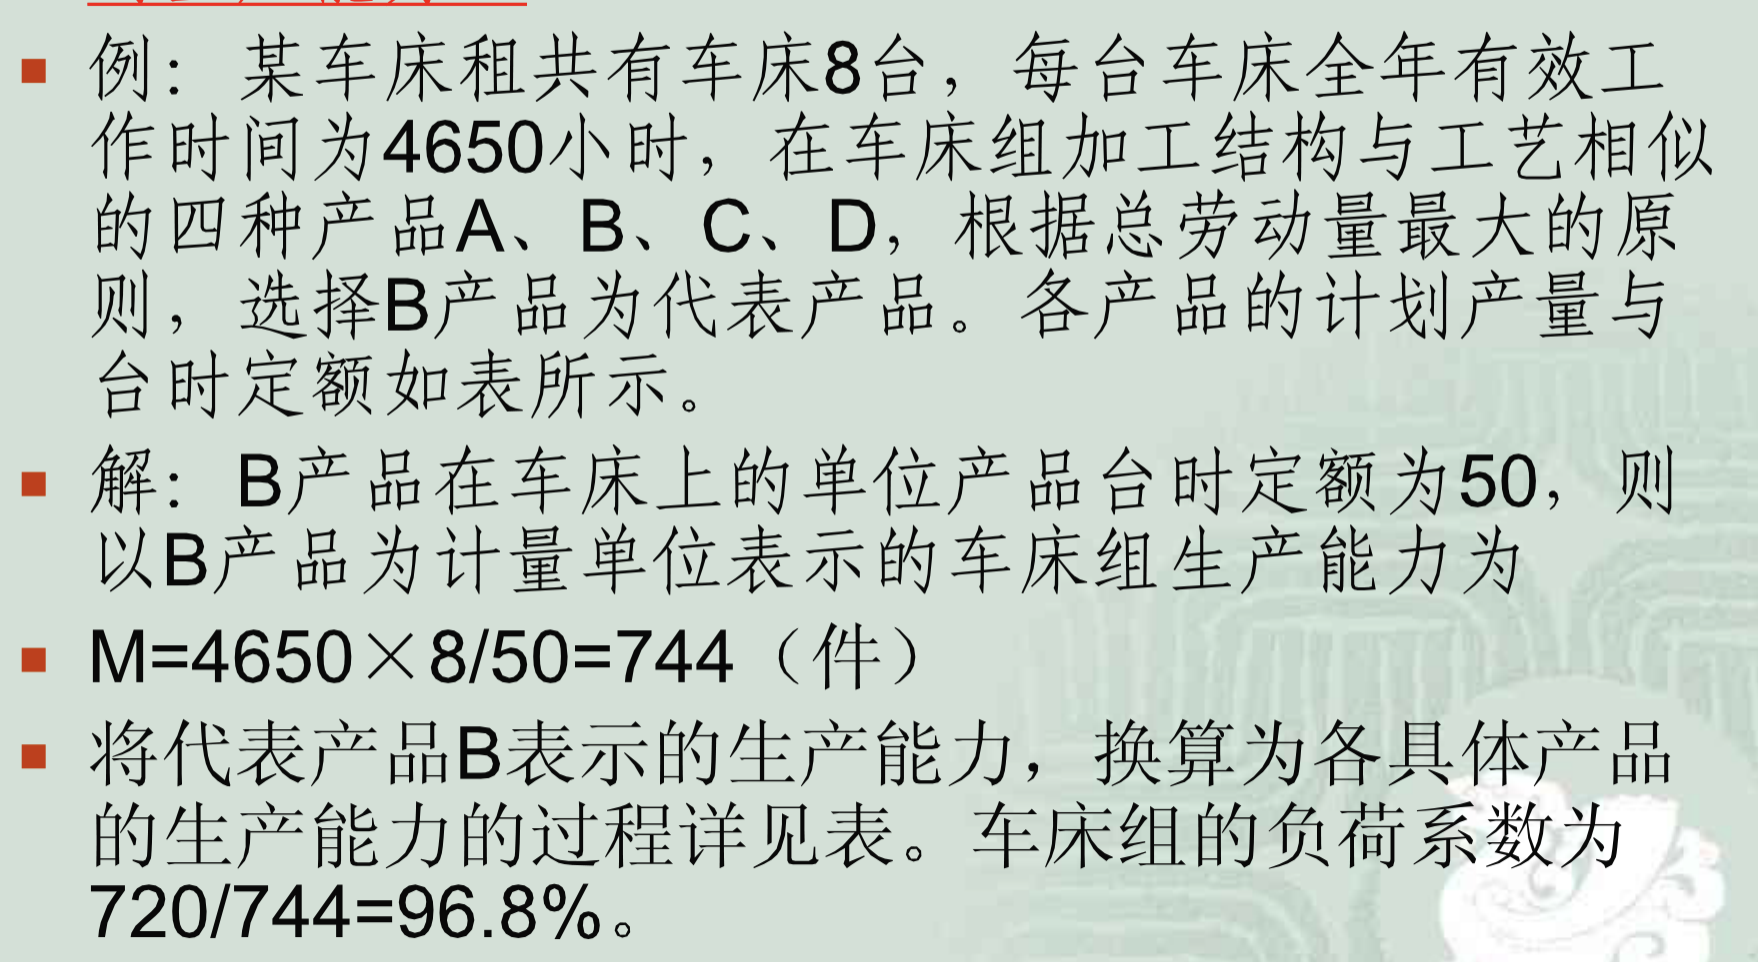 例：某车床租共有车床8台，每台车床全年有效工
作时间为4650小时，在车床组加工结构与工艺相似
的四种产品A、B、C、D，根据总劳动量最大的原
则，选择B产品为代表产品。各产品的计划产量与
台时定额如表所示。
解：B产品在车床上的单位产品台时定额为50，则
以B产品为计量单位表示的车床组生产能力为
M=4650×8/50=744（件）
将代表产品B表示的生产能力，换算为各具体产品
的生产能力的过程详见表。车床组的负荷系数为
720/744=96.8%。